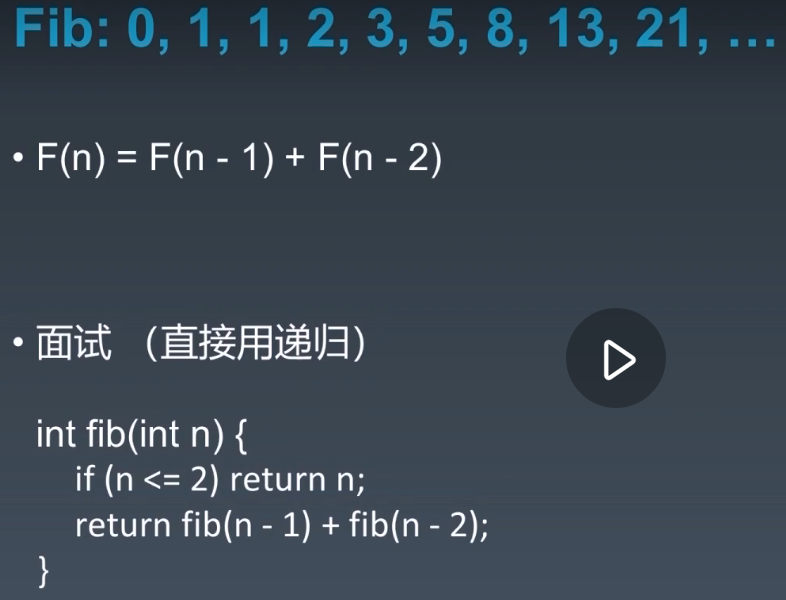 Fib: 0, 1, 1, 2, 3, 5, 8, 13, 21, …
• F(n) = F(n - 1) + F(n - 2)
• 面试 （直接用递归）
int fib(int n) {
if (n <= 2) return n;
return fib(n - 1) + fib(n - 2);
}